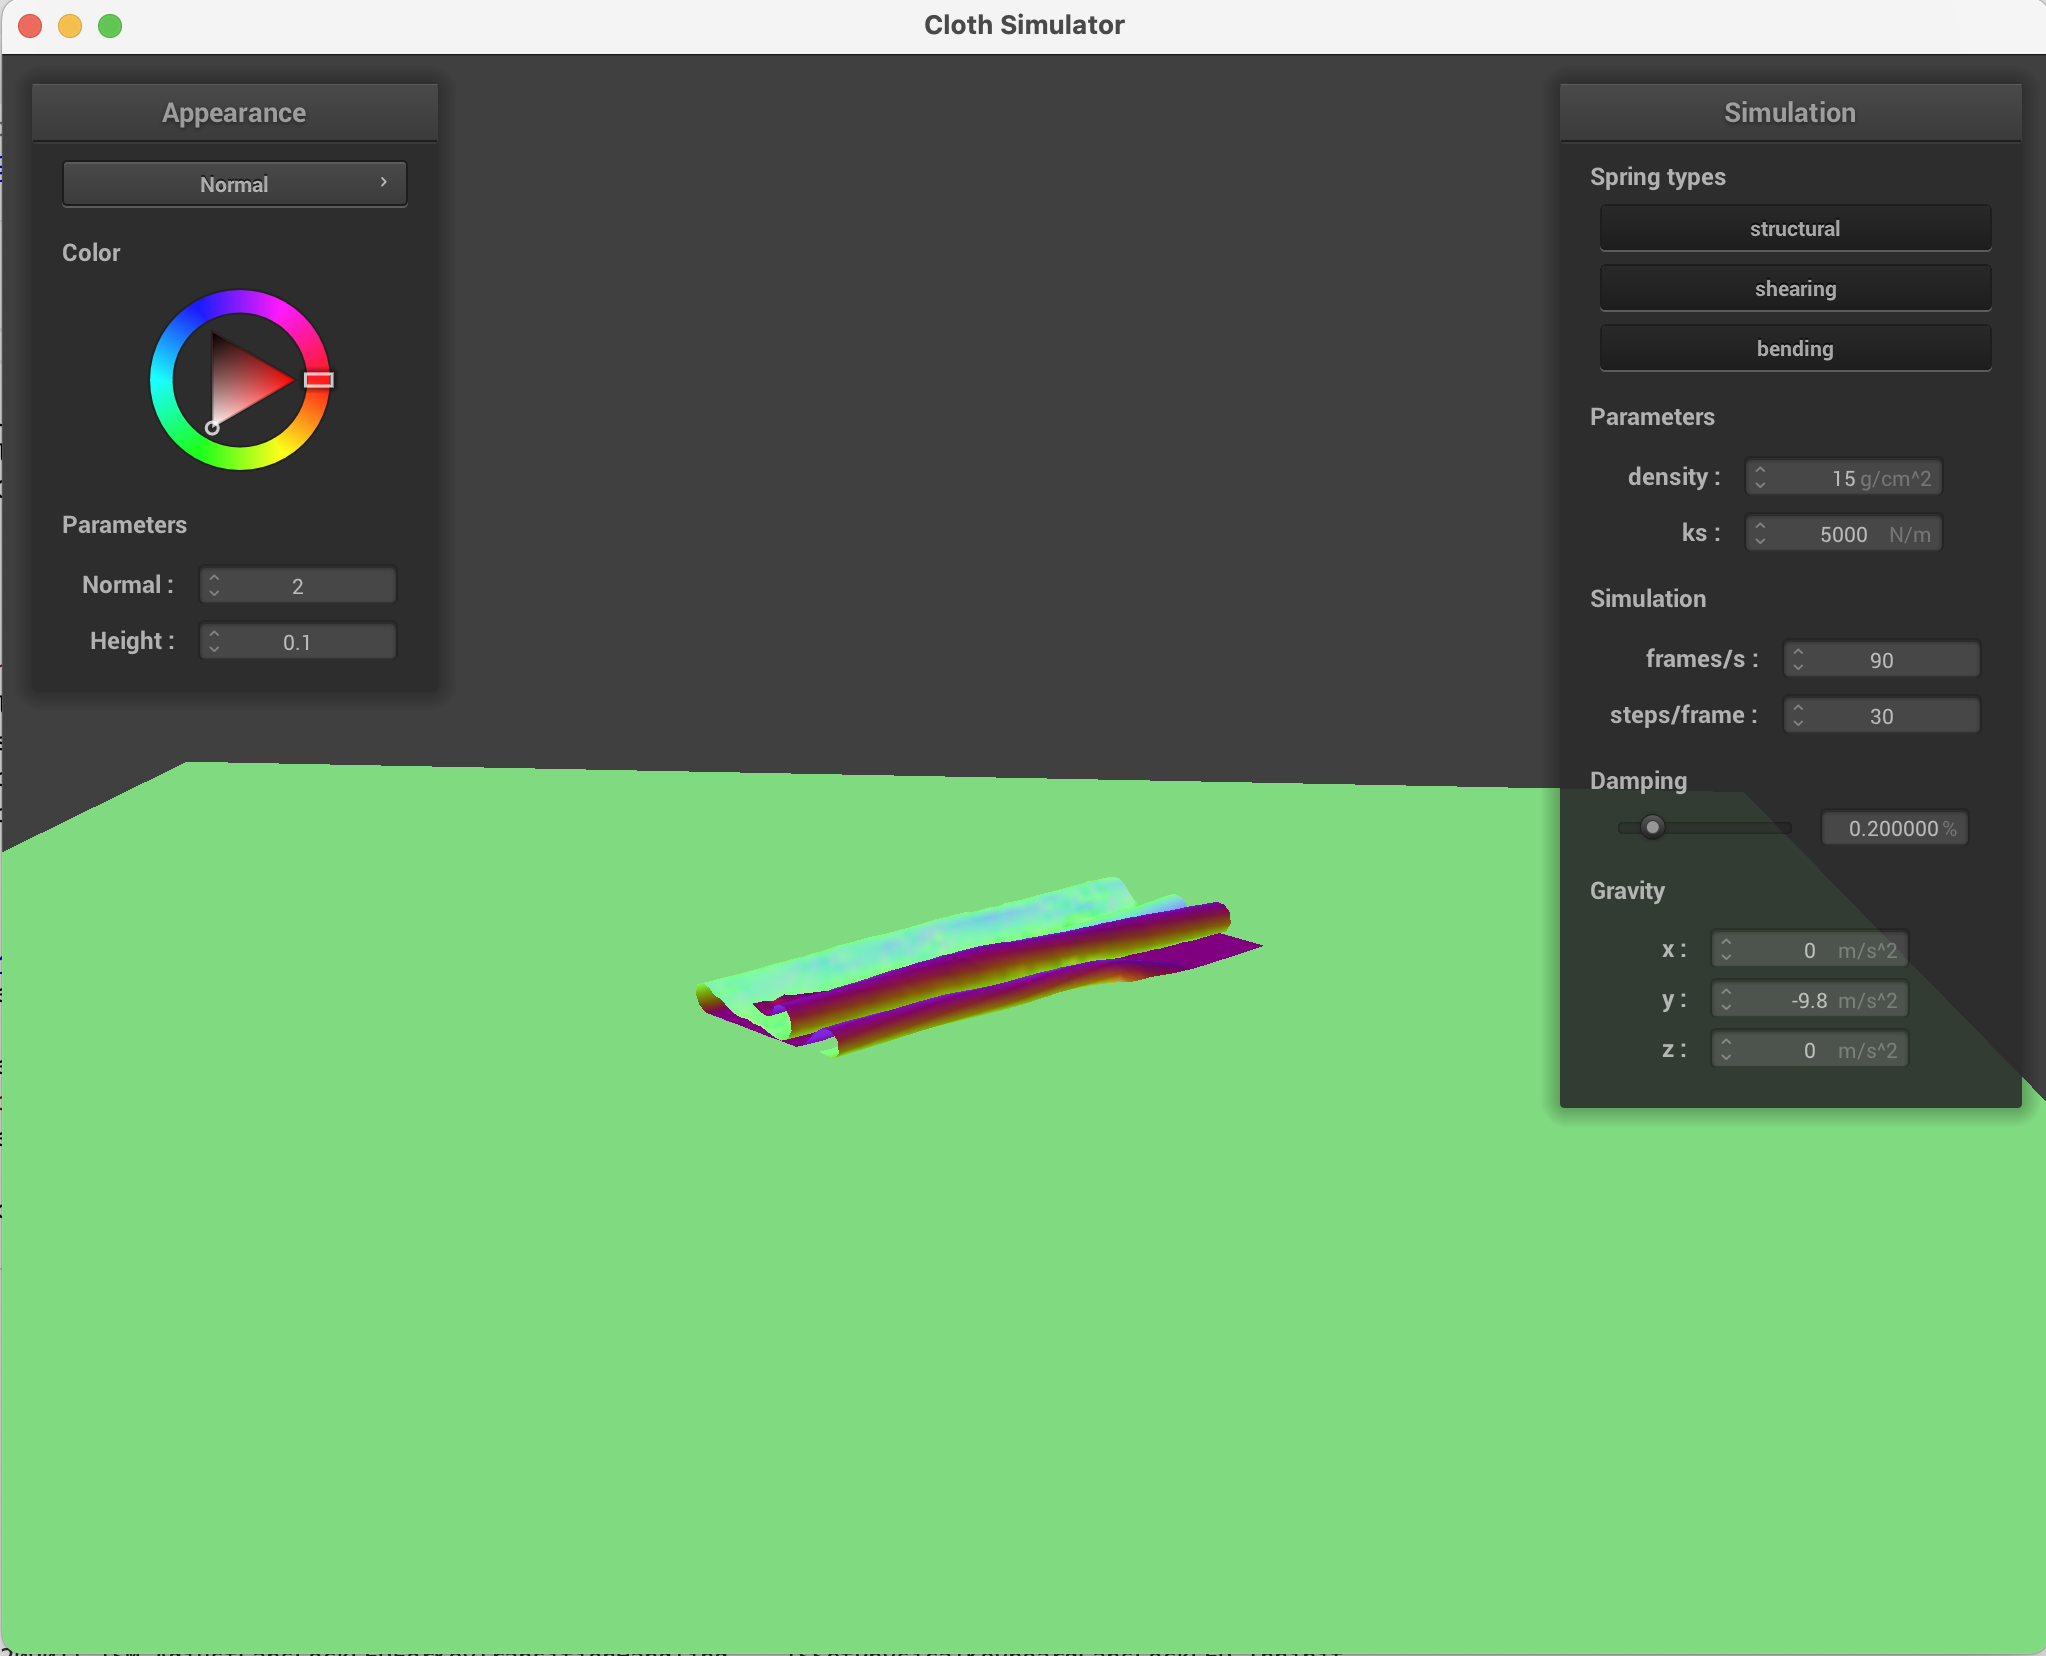 Cloth Simulator
Appearance
Normal
Color
Parameters
Normal :
2
Height :
0.1
Simulation
Spring types
structural
shearing
bending
Parameters
density :
15 g/cm^2
ks :
5000 N/m
Simulation
frames/s :
90
steps/frame :
30
Damping
0.200000 %
Gravity
x :
0 m/s^2
y :
-9.8 m/s^2
z :
0 m/s^2